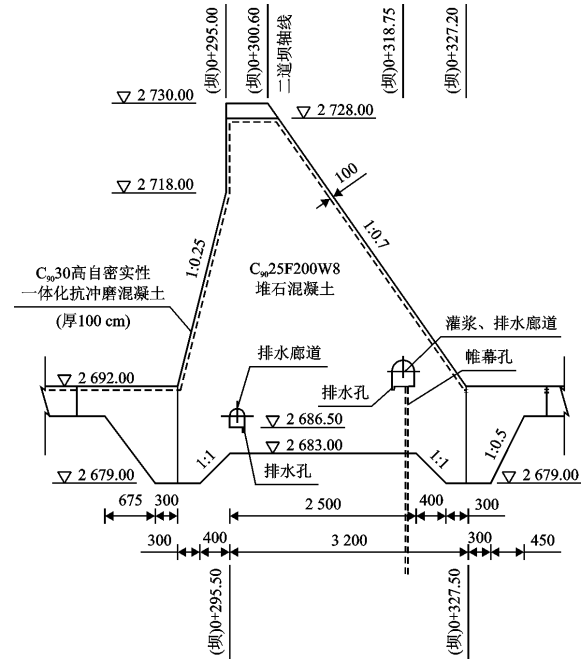 (坝)0+295.00
(坝)0+300.60
二道坝轴线
(坝)0+318.75
(坝)0+327.20
2 730.00
2 728.00
2 718.00
100
1:0.25
1:0.7
C₉₀30高自密实性
一体化抗冲磨混凝土
(厚100 cm)
C₉₀25F200W8
堆石混凝土
灌浆、排水廊道
排水廊道
帷幕孔
2 692.00
排水孔
2 686.50
2 683.00
1:1
1:1
1:0.5
2 679.00
排水孔
2 679.00
675
300
2 500
400
300
300
400
3 200
300
450
(坝)0+295.50
(坝)0+327.50